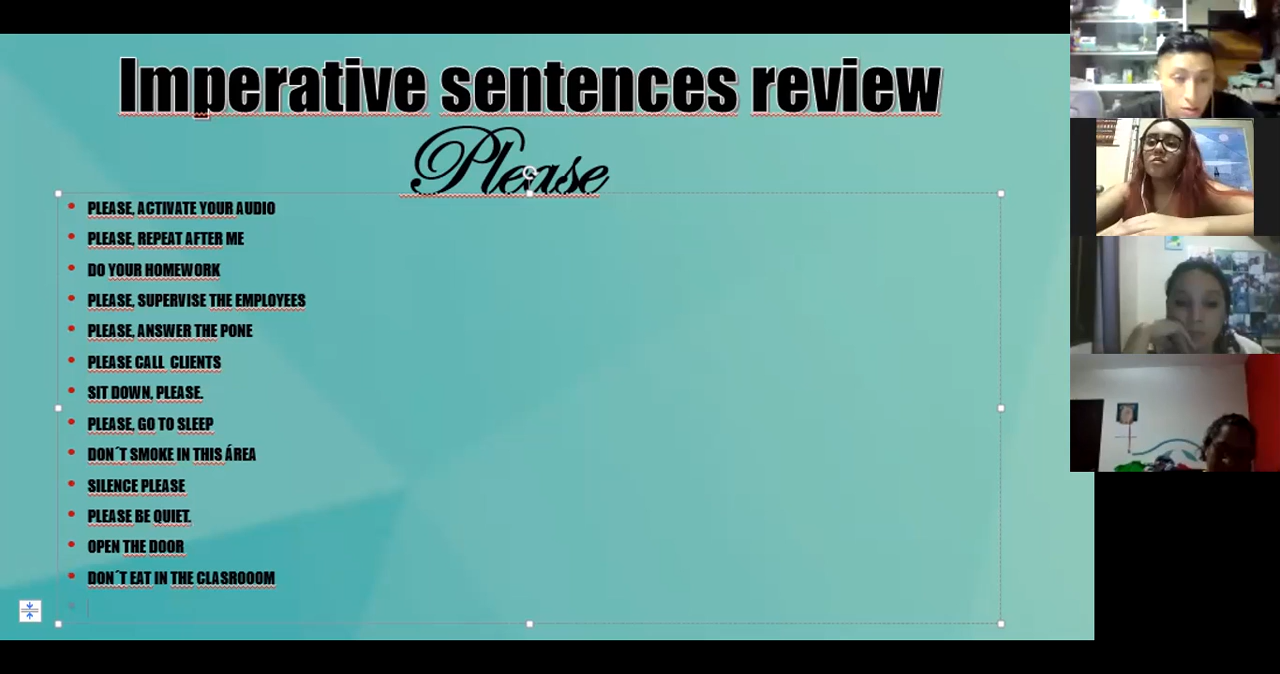 Imperative sentences review
Please
PLEASE, ACTIVATE YOUR AUDIO
PLEASE, REPEAT AFTER ME
DO YOUR HOMEWORK
PLEASE, SUPERVISE THE EMPLOYEES
PLEASE, ANSWER THE PONE
PLEASE CALL  CLIENTS
SIT DOWN, PLEASE.
PLEASE, GO TO SLEEP
DON´T SMOKE IN THIS ÁREA
SILENCE PLEASE
PLEASE BE QUIET.
OPEN THE DOOR
DON´T EAT IN THE CLASROOOM